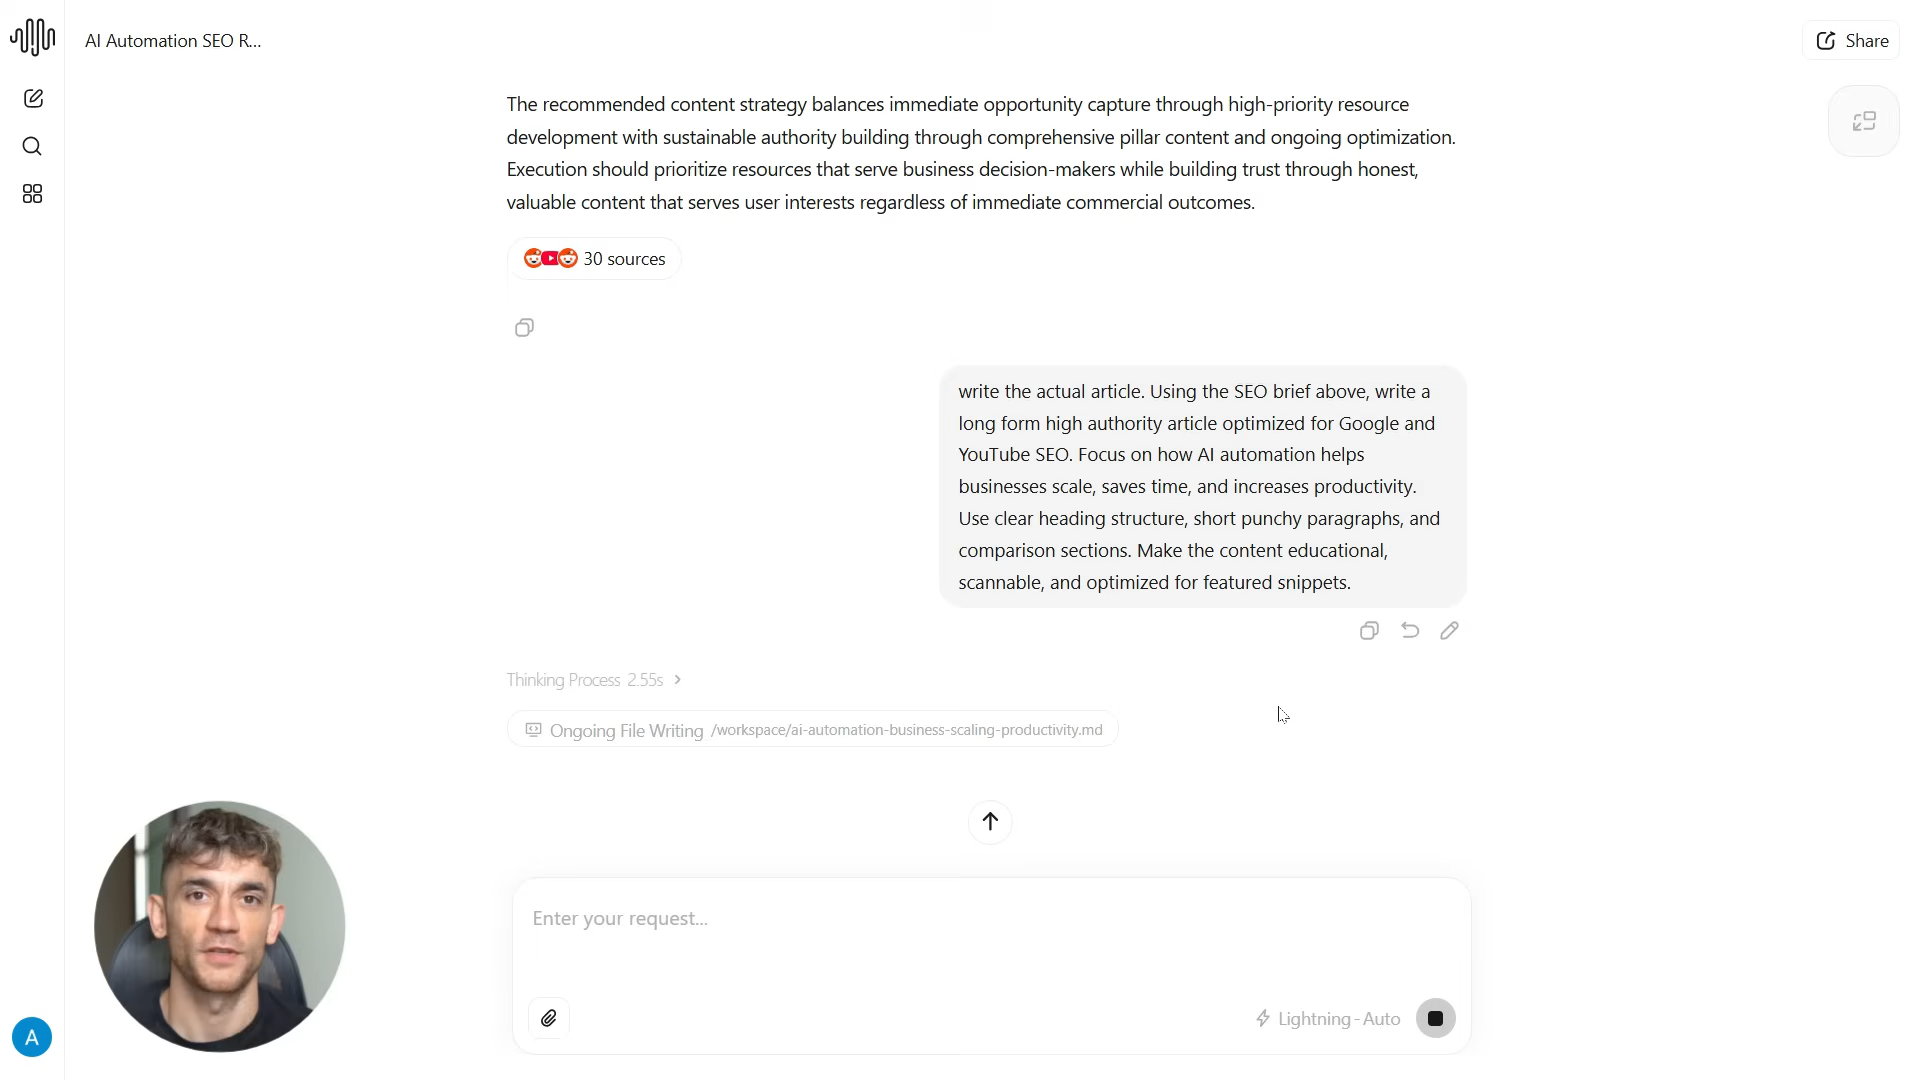 AI Automation SEO R...
Share
The recommended content strategy balances immediate opportunity capture through high-priority resource
development with sustainable authority building through comprehensive pillar content and ongoing optimization.
Execution should prioritize resources that serve business decision-makers while building trust through honest,
valuable content that serves user interests regardless of immediate commercial outcomes.
30 sources
write the actual article. Using the SEO brief above, write a
long form high authority article optimized for Google and
YouTube SEO. Focus on how AI automation helps
businesses scale, saves time, and increases productivity.
Use clear heading structure, short punchy paragraphs, and
comparison sections. Make the content educational,
scannable, and optimized for featured snippets.
Thinking Process 2.55s
Ongoing File Writing /workspace/ai-automation-business-scaling-productivity.md
Enter your request...
Lightning - Auto
A